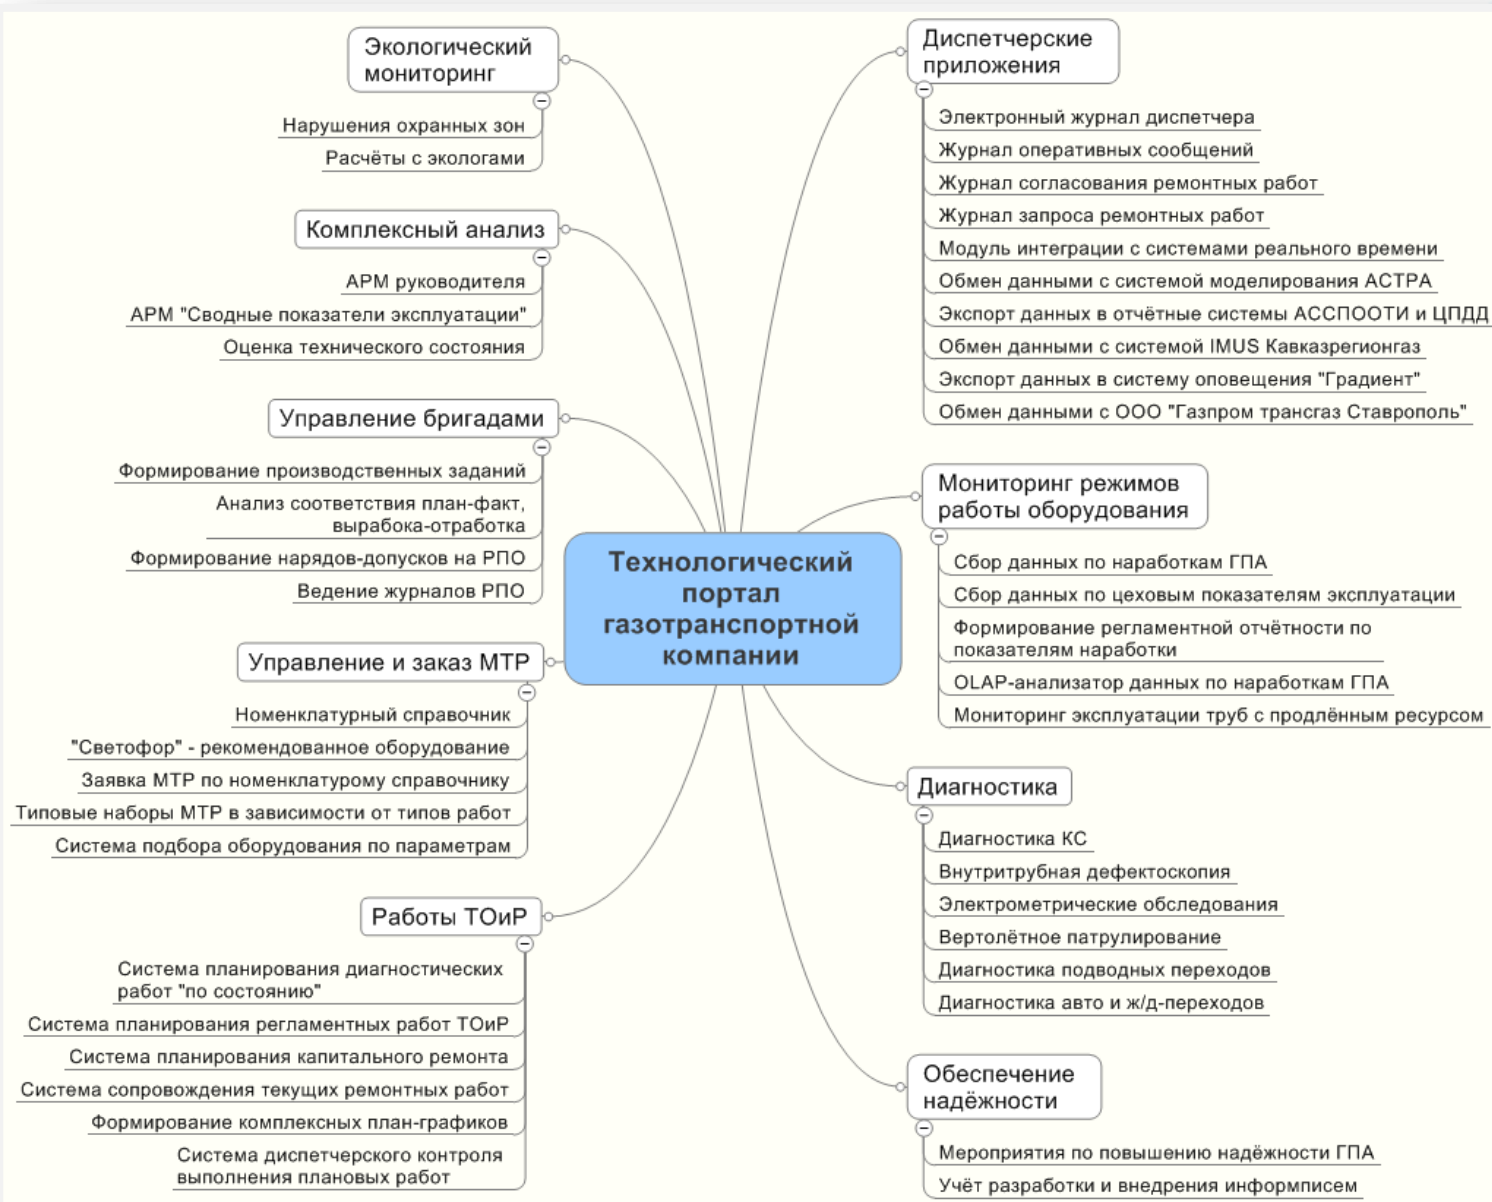 Экологический
мониторинг
Нарушения охранных зон
Расчёты с экологами
Комплексный анализ
АРМ руководителя
АРМ "Сводные показатели эксплуатации"
Оценка технического состояния
Управление бригадами
Формирование производственных заданий
Анализ соответствия план-факт,
вырабока-отработка
Формирование нарядов-допусков на РПО
Ведение журналов РПО
Управление и заказ МТР
Номенклатурный справочник
"Светофор" - рекомендованное оборудование
Заявка МТР по номенклатурому справочнику
Типовые наборы МТР в зависимости от типов работ
Система подбора оборудования по параметрам
Работы ТОиР
Система планирования диагностических
работ "по состоянию"
Система планирования регламентных работ ТОиР
Система планирования капитального ремонта
Система сопровождения текущих ремонтных работ
Формирование комплексных план-графиков
Система диспетчерского контроля
выполнения плановых работ
Технологический
портал
газотранспортной
компании
Диспетчерские
приложения
Электронный журнал диспетчера
Журнал оперативных сообщений
Журнал согласования ремонтных работ
Журнал запроса ремонтных работ
Модуль интеграции с системами реального времени
Обмен данными с системой моделирования АСТРА
Экспорт данных в отчётные системы АССПООТИ и ЦПДД
Обмен данными с системой IMUS Кавказрегионгаз
Экспорт данных в систему оповещения "Градиент"
Обмен данными с ООО "Газпром трансгаз Ставрополь"
Мониторинг режимов
работы оборудования
Сбор данных по наработкам ГПА
Сбор данных по цеховым показателям эксплуатации
Формирование регламентной отчётности по
показателям наработки
OLAP-анализатор данных по наработкам ГПА
Мониторинг эксплуатации труб с продлённым ресурсом
Диагностика
Диагностика КС
Внутритрубная дефектоскопия
Электрометрические обследования
Вертолётное патрулирование
Диагностика подводных переходов
Диагностика авто и ж/д-переходов
Обеспечение
надёжности
Мероприятия по повышению надёжности ГПА
Учёт разработки и внедрения информписем